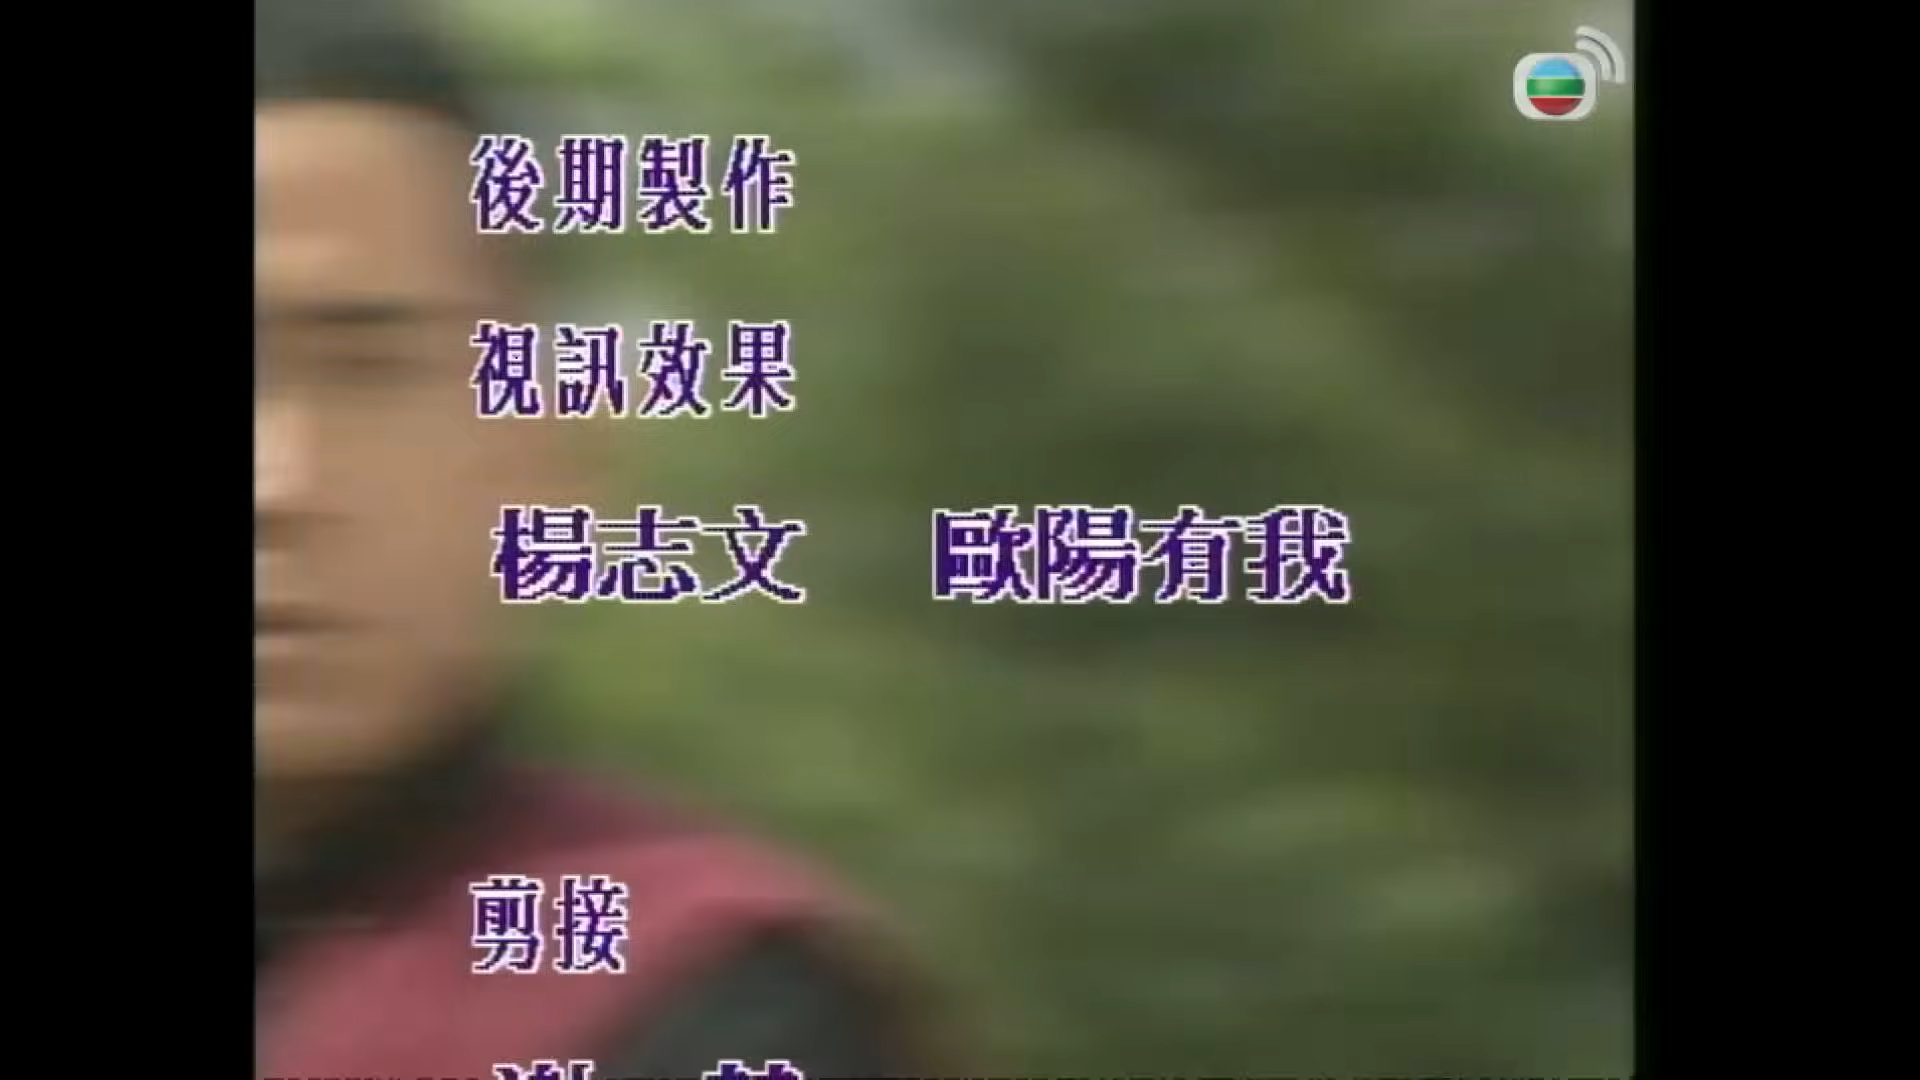 後期製作
視訊效果
楊志文 歐陽有我
剪接